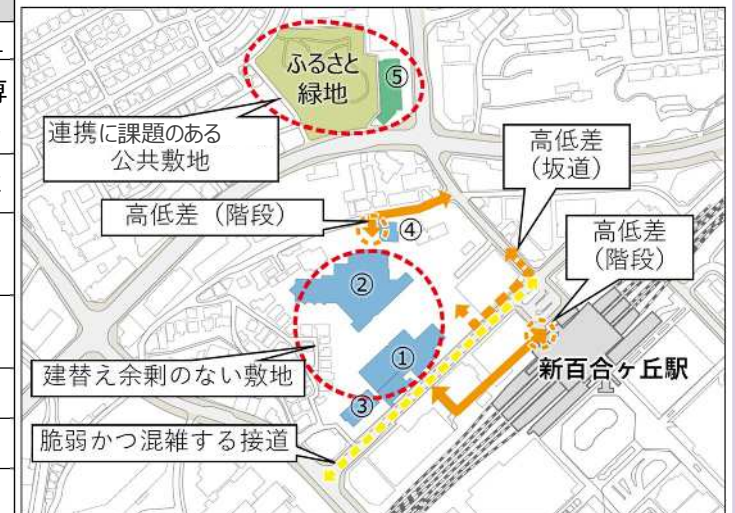 専
ふるさと
緑地
⑤
連携に課題のある
公共敷地
高低差
（坂道）
高低差（階段）
④
高低差
（階段）
②
①
新百合ヶ丘駅
建替え余剰のない敷地
③
脆弱かつ混雑する接道